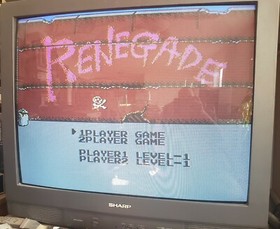 RENEGADE
1PLAYER GAME
2PLAYER GAME
PLAYER1 LEVEL-1
PLAYER2 LEVEL-1
SHARP